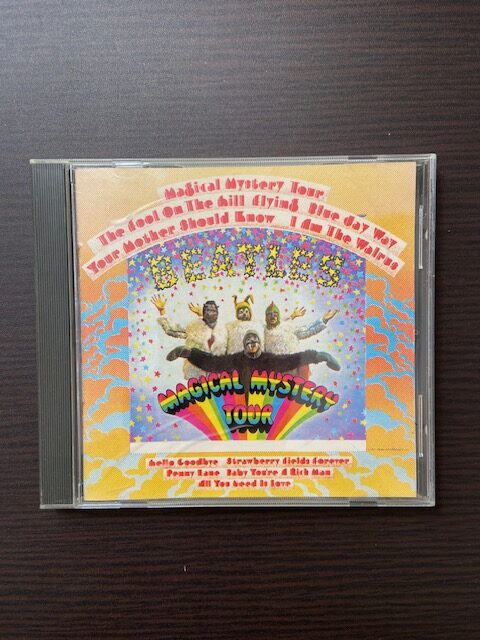 Magical Mystery Tour
The Fool On The Hill Flying Blue Jay Way
Your Mother Should Know I Am The Walrus
BEATLES
MAGICAL MYSTERY
TOUR
Hello Goodbye Strawberry Fields Forever
Penny Lane Baby You're A Rich Man
All You Need Is Love